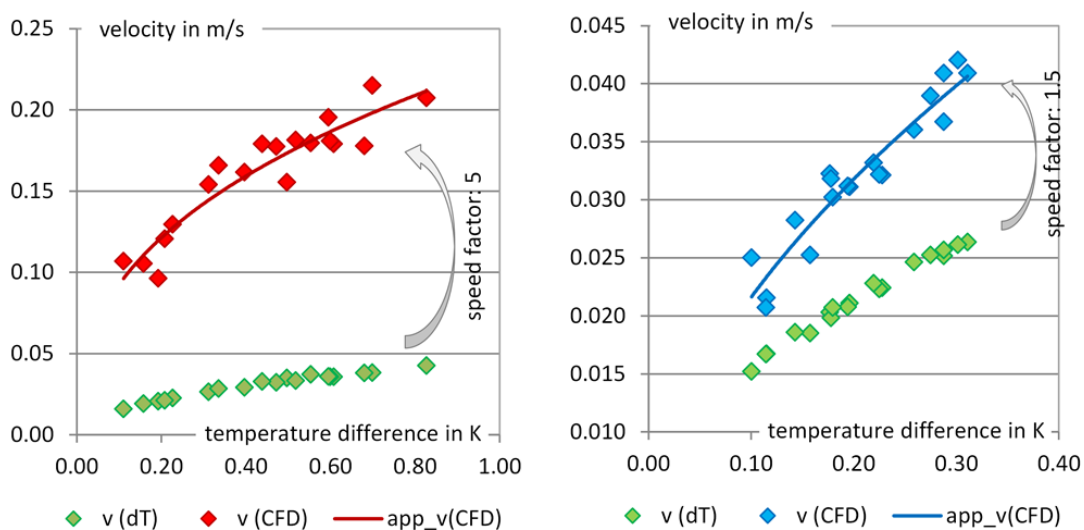 velocity in m/s
0.25
0.20
0.15
0.10
0.05
0.00
speed factor: 5
temperature difference in K
0.00 0.20 0.40 0.60 0.80 1.00
v (dT) v (CFD) app_v(CFD)
velocity in m/s
0.045
0.040
0.035
0.030
0.025
0.020
0.015
0.010
speed factor: 1.5
temperature difference in K
0.00 0.10 0.20 0.30 0.40
v (dT) v (CFD) app_v(CFD)